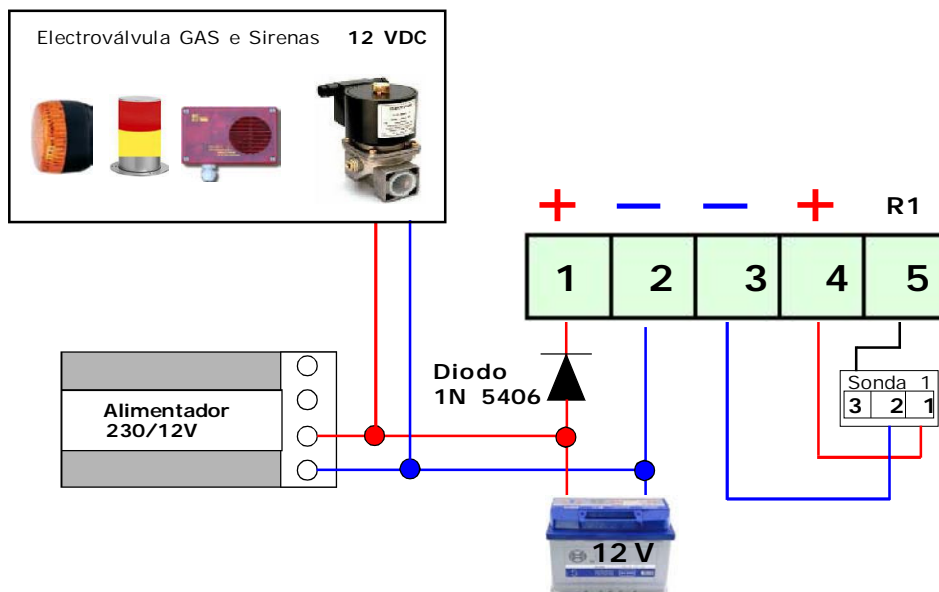 Electroválvula GAS e Sirenas 12 VDC
+ — — + R1
1 2 3 4 5
Diodo
1N 5406
Alimentador
230/12V
Sonda 1
3 2 1
12 V